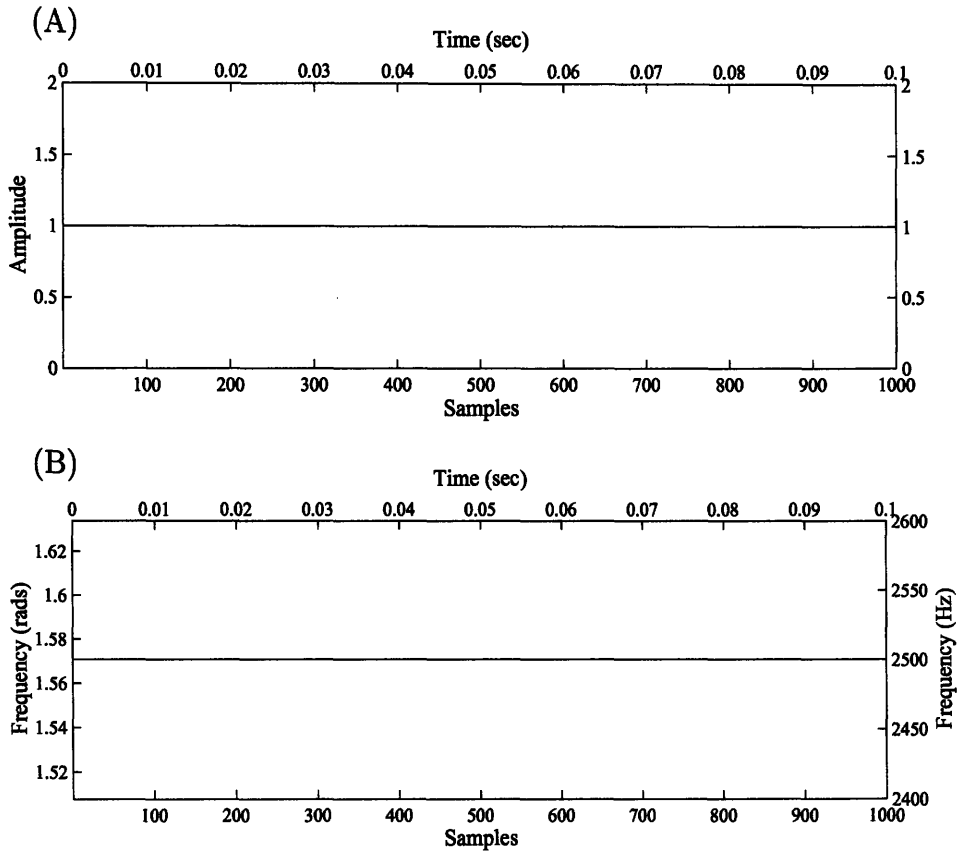 (A)
Time (sec)
0 0.01 0.02 0.03 0.04 0.05 0.06 0.07 0.08 0.09 0.1
2 2
1.5 1.5
Amplitude
1 1
0.5 0.5
0 0
100 200 300 400 500 600 700 800 900 1000
Samples
(B)
Time (sec)
0 0.01 0.02 0.03 0.04 0.05 0.06 0.07 0.08 0.09 0.1
2600
1.62
1.6 2550
Frequency (rads)
Frequency (Hz)
1.58
2500
1.56
1.54 2450
1.52
2400
100 200 300 400 500 600 700 800 900 1000
Samples